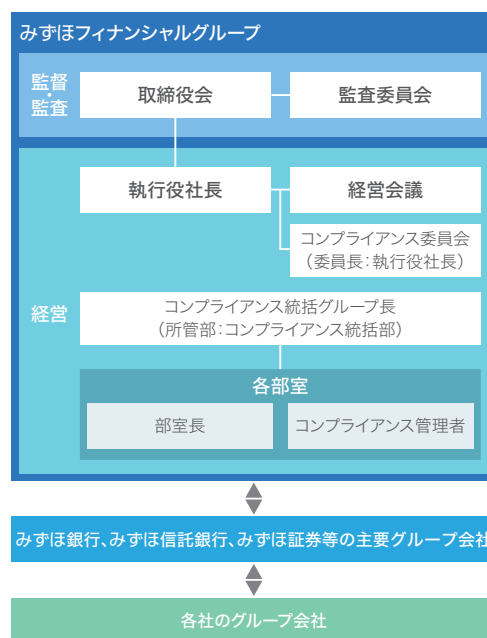 みずほフィナンシャルグループ
監督・監査
取締役会
監査委員会
経営
執行役社長
経営会議
コンプライアンス委員会
（委員長：執行役社長）
コンプライアンス統括グループ長
（所管部：コンプライアンス統括部）
各部室
部室長
コンプライアンス管理者
みずほ銀行、みずほ信託銀行、みずほ証券等の主要グループ会社
各社のグループ会社